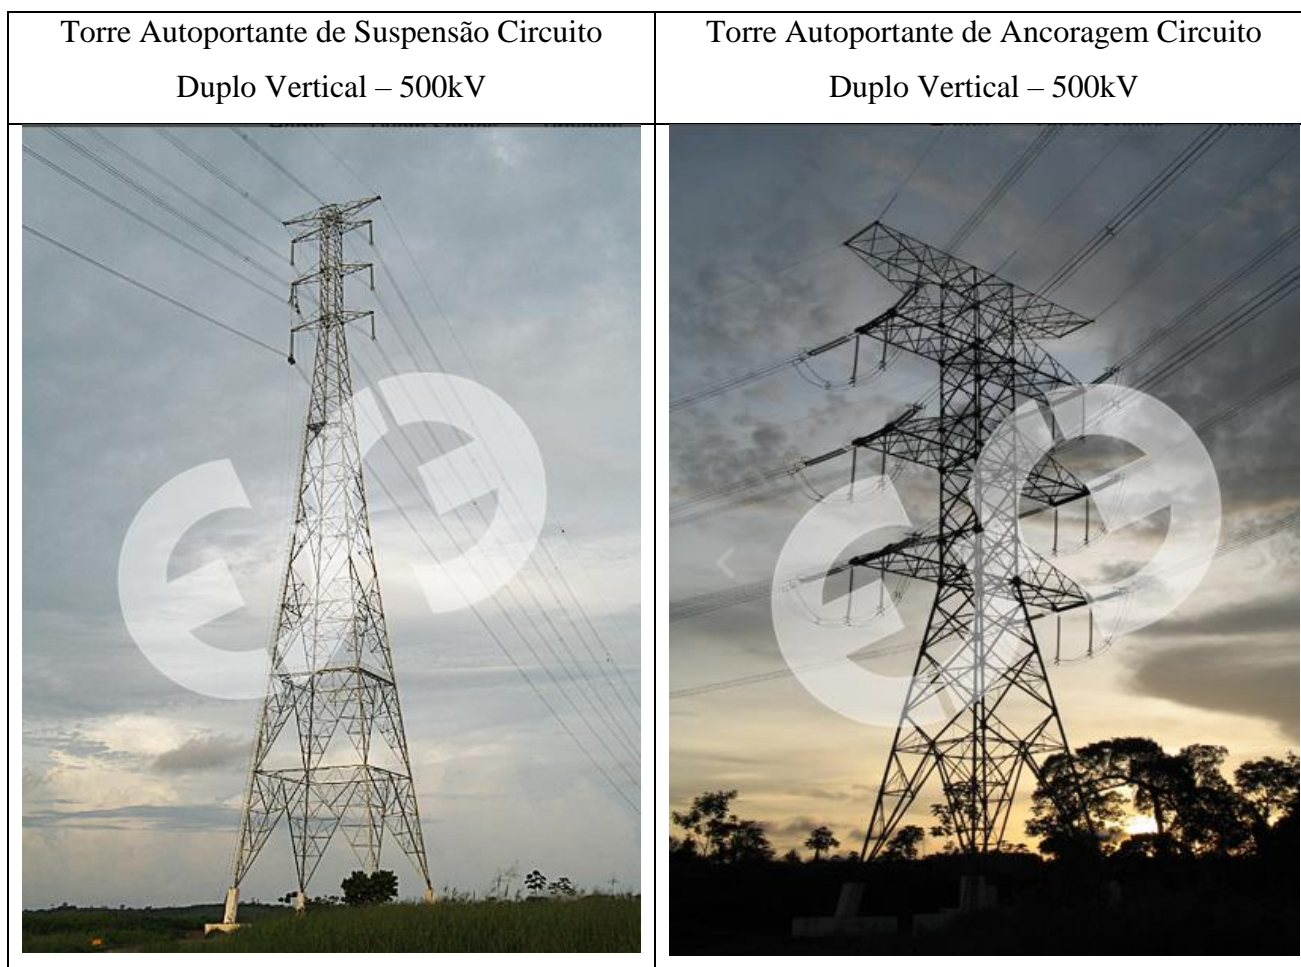 Torre Autoportante de Suspensão Circuito
Duplo Vertical – 500kV
Torre Autoportante de Ancoragem Circuito
Duplo Vertical – 500kV